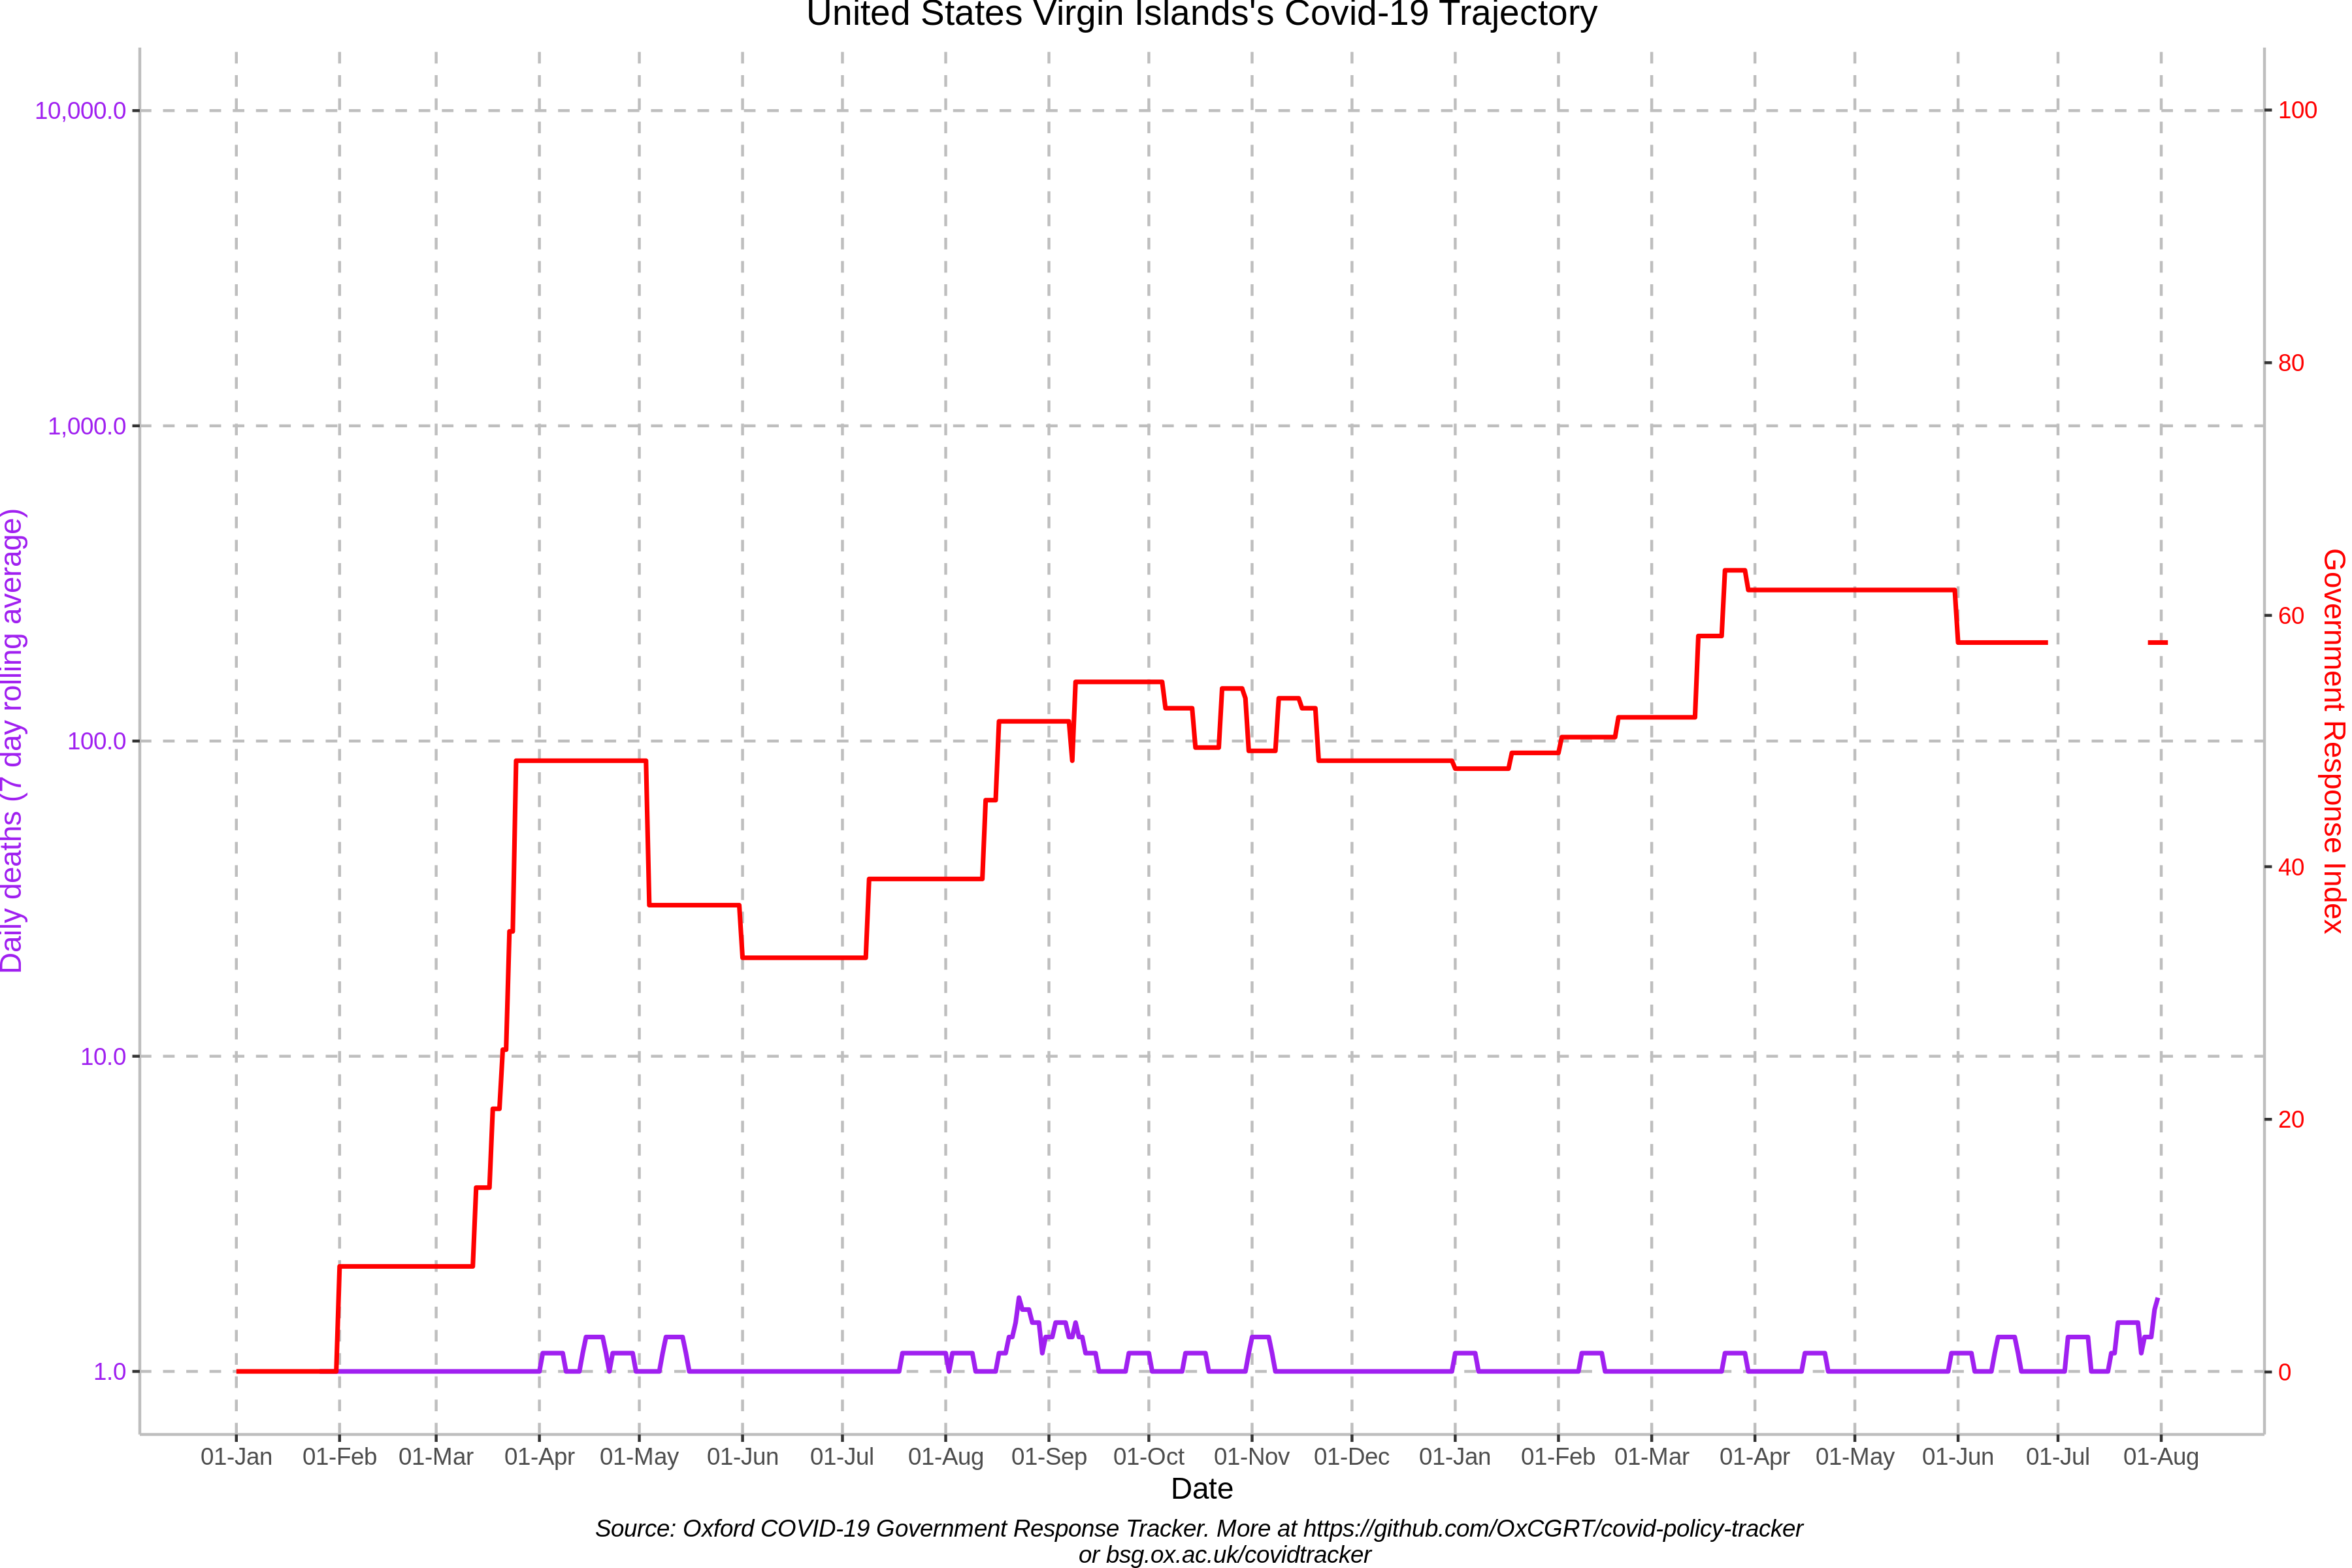 United States Virgin Islands's Covid-19 Trajectory
10,000.0
1,000.0
100.0
10.0
1.0
Daily deaths (7 day rolling average)
100
80
60
40
20
0
Government Response Index
01-Jan 01-Feb 01-Mar 01-Apr 01-May 01-Jun 01-Jul 01-Aug 01-Sep 01-Oct 01-Nov 01-Dec 01-Jan 01-Feb 01-Mar 01-Apr 01-May 01-Jun 01-Jul 01-Aug
Date
Source: Oxford COVID-19 Government Response Tracker. More at https://github.com/OxCGRT/covid-policy-tracker
or bsg.ox.ac.uk/covidtracker